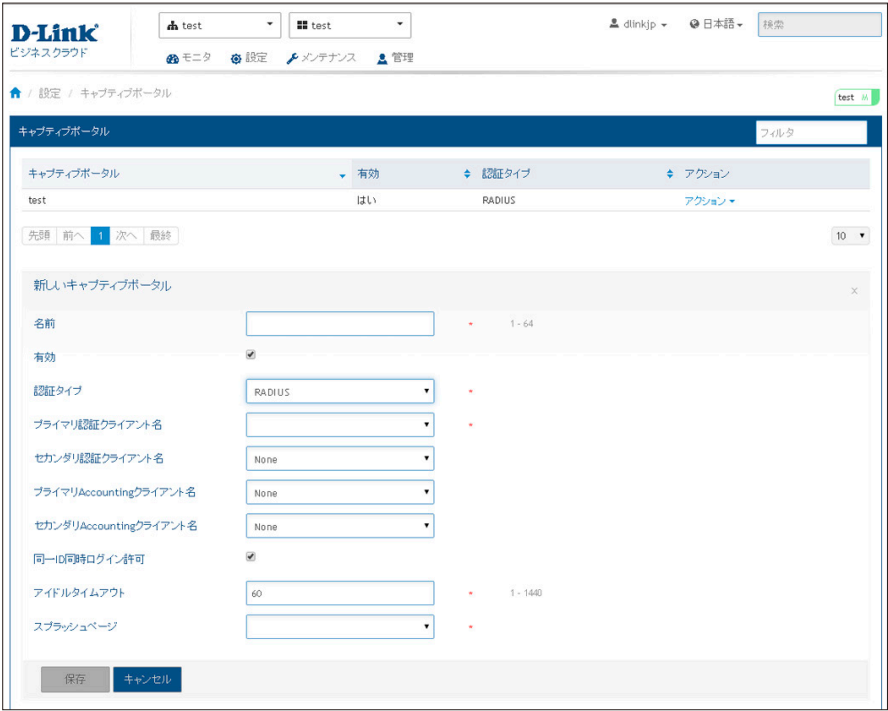 D-Link
ビジネスクラウド
test
test
dlinkjp
日本語
検索
モニタ
設定
メンテナンス
管理
/ 設定 / キャプティブポータル
test M
キャプティブポータル
フィルタ
キャプティブポータル
有効
認証タイプ
アクション
test
はい
RADIUS
アクション
先頭
前へ
1
次へ
最終
10
新しいキャプティブポータル
x
名前
* 1 - 64
有効
認証タイプ
RADIUS
*
プライマリ認証クライアント名
*
セカンダリ認証クライアント名
None
プライマリAccountingクライアント名
None
セカンダリAccountingクライアント名
None
同一ID同時ログイン許可
アイドルタイムアウト
60
* 1 - 1440
スプラッシュページ
*
保存
キャンセル